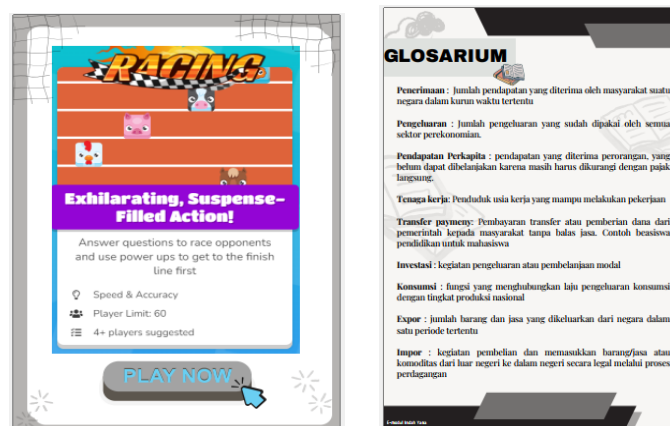 RACING
Exhilarating, Suspense-
Filled Action!
Answer questions to race opponents
and use power ups to get to the finish
line first
Speed & Accuracy
Player Limit: 60
4+ players suggested
PLAY NOW
GLOSARIUM
Penerimaan : Jumlah pendapatan yang diterima oleh masyarakat suatu
negara dalam kurun waktu tertentu
Pengeluaran : Jumlah pengeluaran yang sudah dipakai oleh semua
sektor perekonomian.
Pendapatan Perkapita : pendapatan yang diterima perorangan, yang
belum dapat dibelanjakan karena masih harus dikurangi dengan pajak
langsung.
Tenaga kerja: Penduduk usia kerja yang mampu melakukan pekerjaan
Transfer paymeny: Pembayaran transfer atau pemberian dana dari
pemerintah kepada masyarakat tanpa balas jasa. Contoh beasiswa
pendidikan untuk mahasiswa
Investasi : kegiatan pengeluaran atau pembelanjaan modal
Konsumsi : fungsi yang menghubungkan laju pengeluaran konsumsi
dengan tingkat produksi nasional
Expor : jumlah barang dan jasa yang dikeluarkan dari negara dalam
satu periode tertentu
Impor : kegiatan pembelian dan memasukkan barang/jasa atau
komoditas dari luar negeri ke dalam negeri secara legal melalui proses
perdagangan